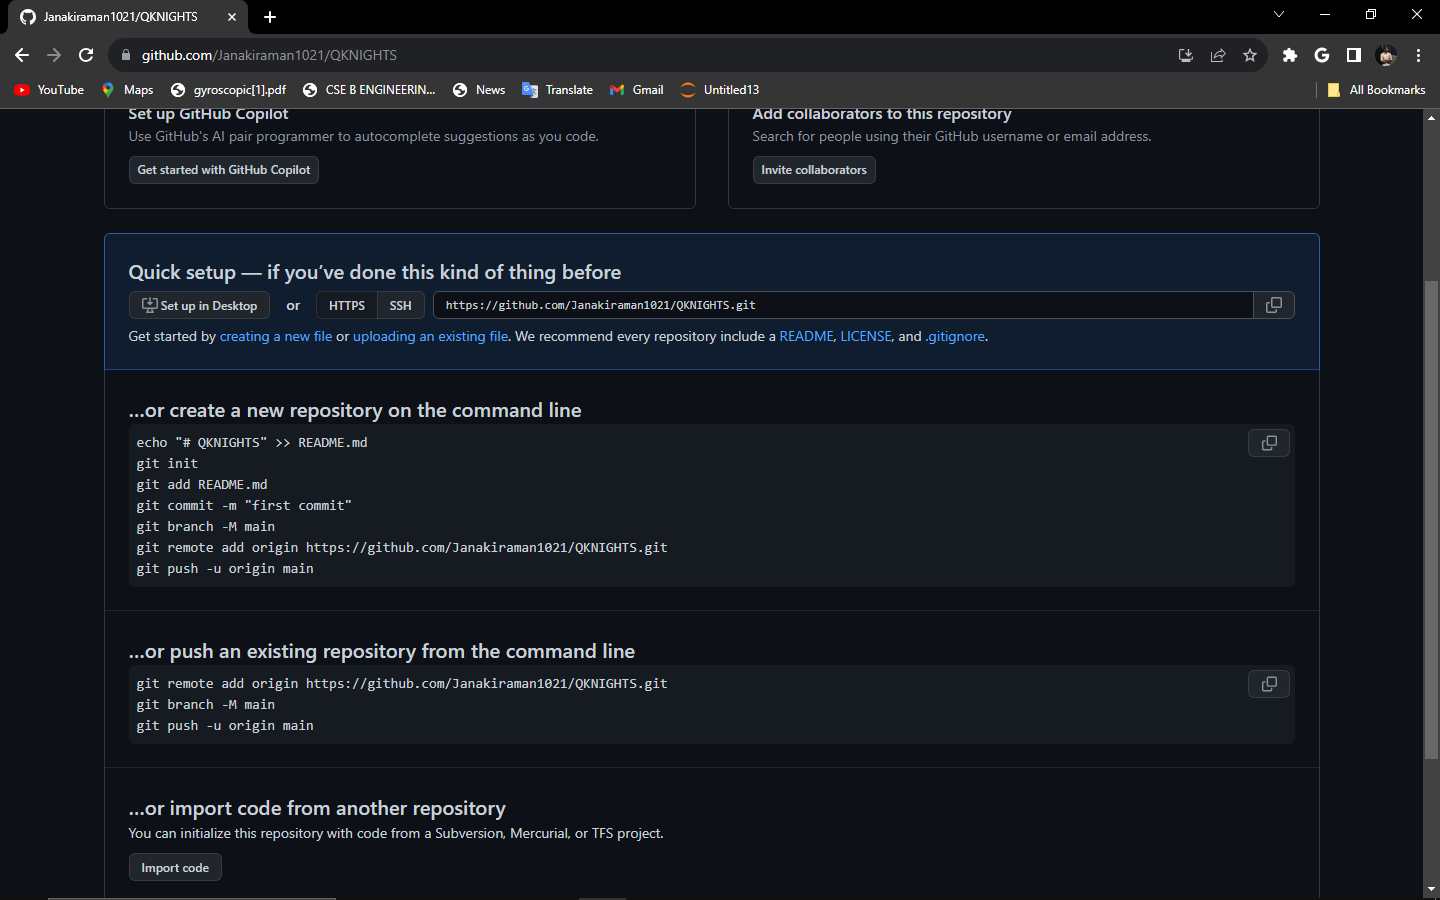 Janakiraman1021/QKNIGHTS
github.com/Janakiraman1021/QKNIGHTS
YouTube Maps gyroscopic[1].pdf CSE B ENGINEERIN... News Translate Gmail Untitled13 All Bookmarks
Set up GitHub Copilot
Use GitHub's AI pair programmer to autocomplete suggestions as you code.
Get started with GitHub Copilot
Add collaborators to this repository
Search for people using their GitHub username or email address.
Invite collaborators
Quick setup — if you've done this kind of thing before
Set up in Desktop or HTTPS SSH https://github.com/Janakiraman1021/QKNIGHTS.git
Get started by creating a new file or uploading an existing file. We recommend every repository include a README, LICENSE, and .gitignore.
...or create a new repository on the command line
echo "# QKNIGHTS" >> README.md
git init
git add README.md
git commit -m "first commit"
git branch -M main
git remote add origin https://github.com/Janakiraman1021/QKNIGHTS.git
git push -u origin main
...or push an existing repository from the command line
git remote add origin https://github.com/Janakiraman1021/QKNIGHTS.git
git branch -M main
git push -u origin main
...or import code from another repository
You can initialize this repository with code from a Subversion, Mercurial, or TFS project.
Import code